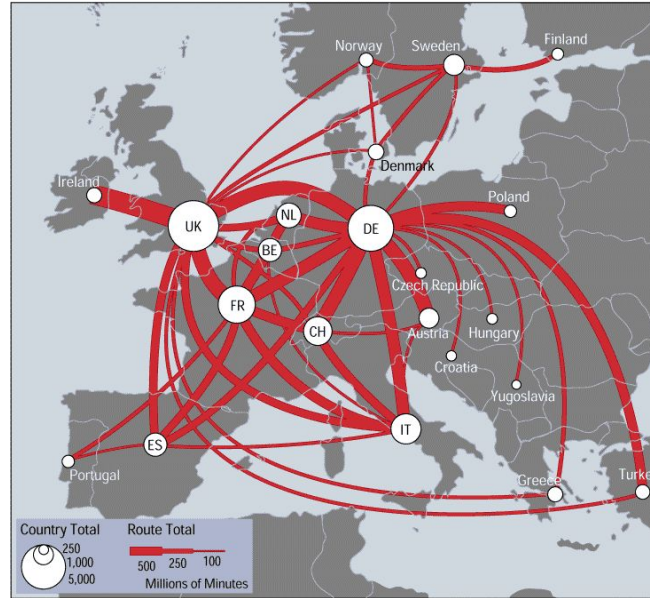 Norway
Sweden
Finland
Denmark
Ireland
UK
NL
DE
Poland
BE
Czech Republic
FR
CH
Austria
Hungary
Croatia
Yugoslavia
IT
ES
Portugal
Greece
Turke
Country Total
250
1,000
5,000
Route Total
500 250 100
Millions of Minutes